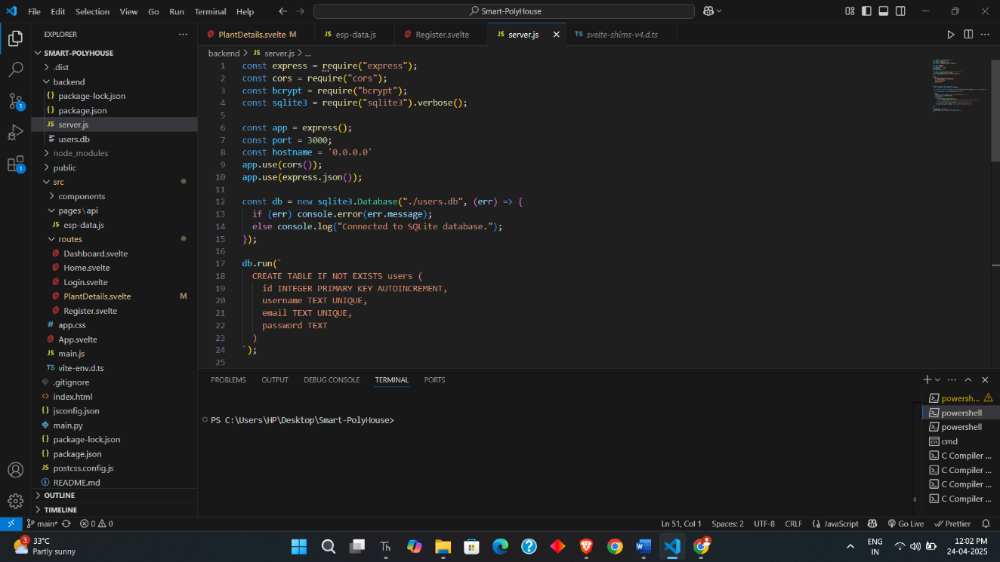 File Edit Selection View Go Run Terminal Help
Smart-PolyHouse
EXPLORER
SMART-POLYHOUSE
.dist
backend
{} package-lock.json
{} package.json
JS server.js
users.db
node_modules
public
src
components
pages\api
JS esp-data.js
routes
Dashboard.svelte
Home.svelte
Login.svelte
PlantDetails.svelte M
Register.svelte
# app.css
App.svelte
JS main.js
TS vite-env.d.ts
.gitignore
<> index.html
{} jsconfig.json
main.py
{} package-lock.json
{} package.json
JS postcss.config.js
README.md
OUTLINE
TIMELINE
1
1
PlantDetails.svelte M
JS esp-data.js
Register.svelte
JS server.js
TS svelte-shims-v4.d.ts
backend > JS server.js > ...
1 const express = require("express");
2 const cors = require("cors");
3 const bcrypt = require("bcrypt");
4 const sqlite3 = require("sqlite3").verbose();
5
6 const app = express();
7 const port = 3000;
8 const hostname = '0.0.0.0'
9 app.use(cors());
10 app.use(express.json());
11
12 const db = new sqlite3.Database("./users.db", (err) => {
13 if (err) console.error(err.message);
14 else console.log("Connected to SQLite database.");
15 });
16
17 db.run(`
18 CREATE TABLE IF NOT EXISTS users (
19 id INTEGER PRIMARY KEY AUTOINCREMENT,
20 username TEXT UNIQUE,
21 email TEXT UNIQUE,
22 password TEXT
23 )
24 `);
25
PROBLEMS OUTPUT DEBUG CONSOLE TERMINAL PORTS
PS C:\Users\HP\Desktop\Smart-PolyHouse>
powersh...
powershell
powershell
cmd
C Compiler ...
C Compiler ...
C Compiler ...
C Compiler ...
main* 0 0
Ln 51, Col 1 Spaces: 2 UTF-8 CRLF {} JavaScript Go Live Prettier
3
33°C
Partly sunny
ENG
IN
12:02 PM
24-04-2025